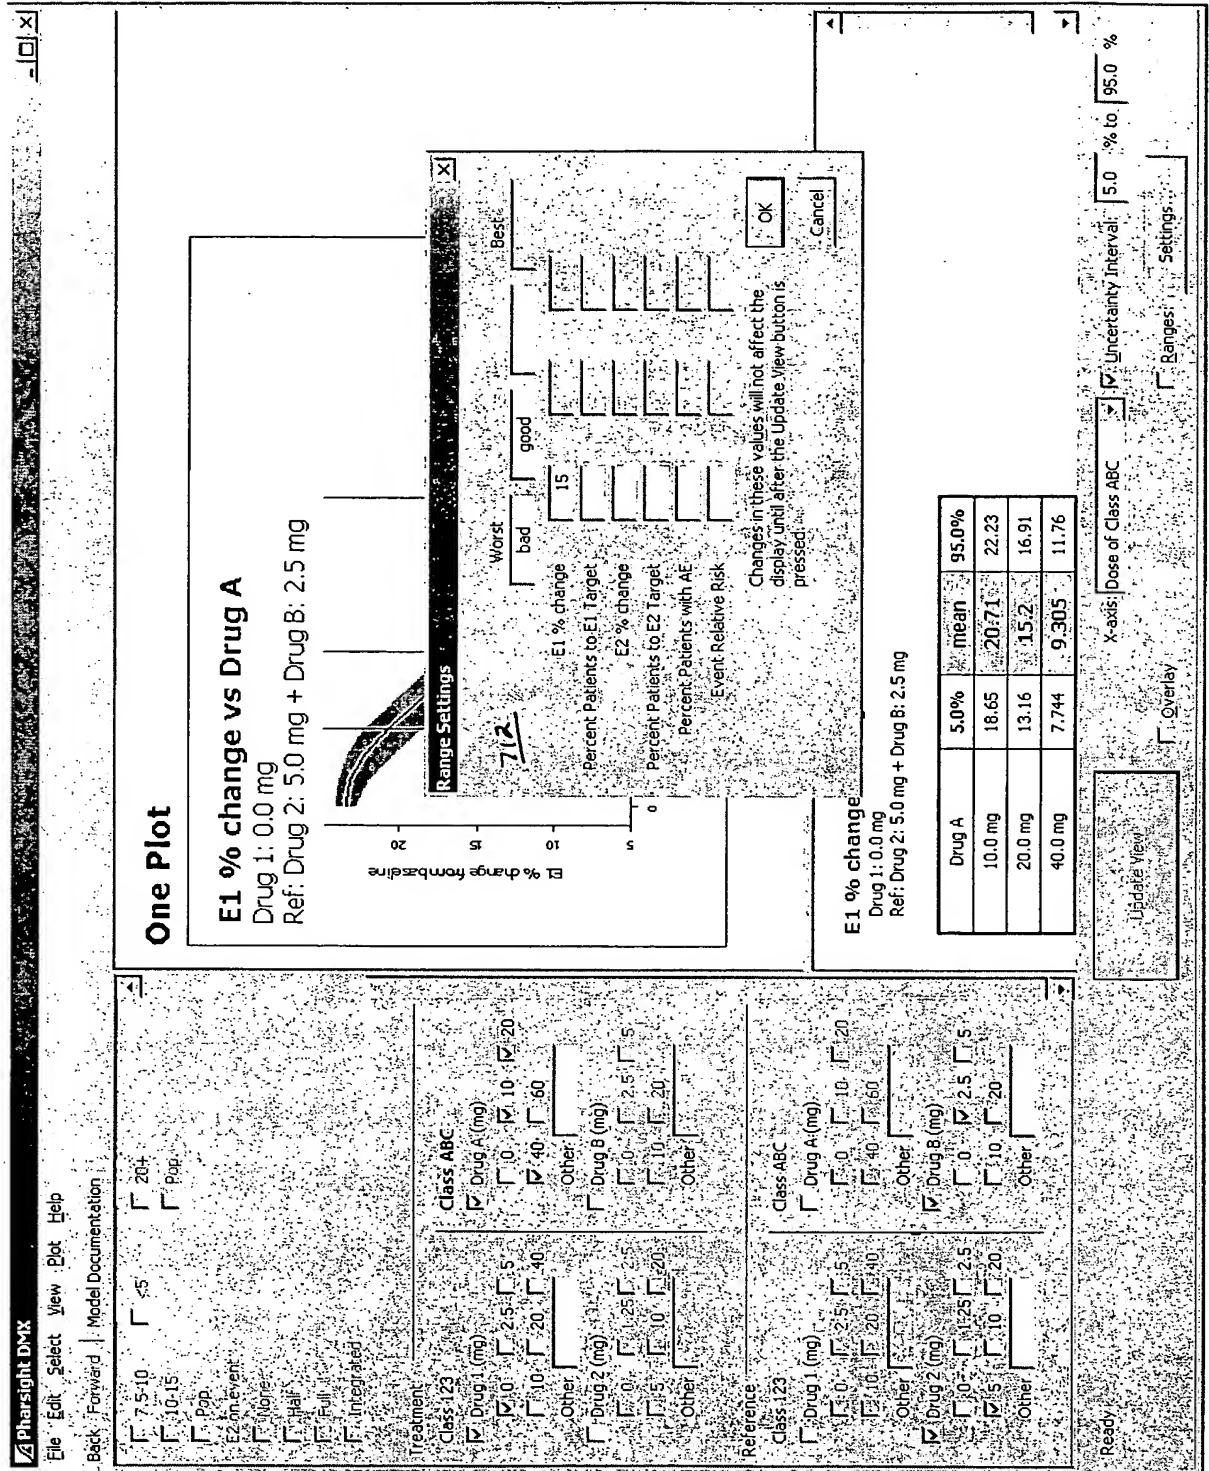 Pharsight DMX
File Edit Select View Plot Help
Back Forward Model Documentation
7.5-10 <5 20+
10-15 Pop
Pop
E2 on event
None
Half
Full
Integrated
Treatment
Class 123
Drug 1 (mg)
0 2.5 5
10 20 40
Other
Drug 2 (mg)
0 1.25 2.5
5 10 20
Other
Class ABC
Drug A (mg)
0 10 20
40 60
Other
Drug B (mg)
0 2.5 5
10 20
Other
Reference
Class 123
Drug 1 (mg)
0 2.5 5
10 20 40
Other
Drug 2 (mg)
0 1.25 2.5
5 10 20
Other
Class ABC
Drug A (mg)
0 10 20
40 60
Other
Drug B (mg)
0 2.5 5
10 20
Other
One Plot
E1 % change vs Drug A
Drug 1: 0.0 mg
Ref: Drug 2: 5.0 mg + Drug B: 2.5 mg
E1 % change from baseline
20
15
10
5
0
Range Settings
712
Worst Best
bad good
E1 % change 15
Percent Patients to E1 Target
E2 % change
Percent Patients to E2 Target
Percent Patients with AE
Event Relative Risk
Changes in these values will not affect the
display until after the Update View button is
pressed.
OK
Cancel
E1 % change
Drug 1: 0.0 mg
Ref: Drug 2: 5.0 mg + Drug B: 2.5 mg
Drug A 5.0% mean 95.0%
10.0 mg 18.65 20.71 22.23
20.0 mg 13.16 15.2 16.91
40.0 mg 7.744 9.305 11.76
Update View
Overlay
X-axis: Dose of Class ABC
Uncertainty Interval: 5.0 % to 95.0 %
Ranges: Settings
Ready